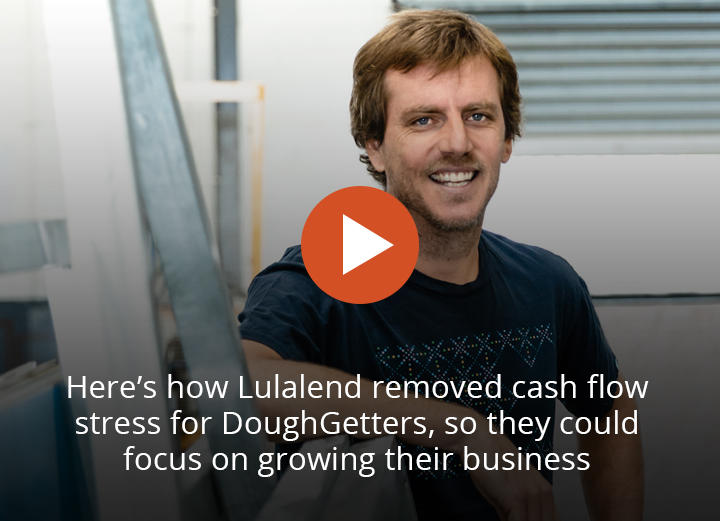 Here’s how Lulalend removed cash flow
stress for DoughGetters, so they could
focus on growing their business